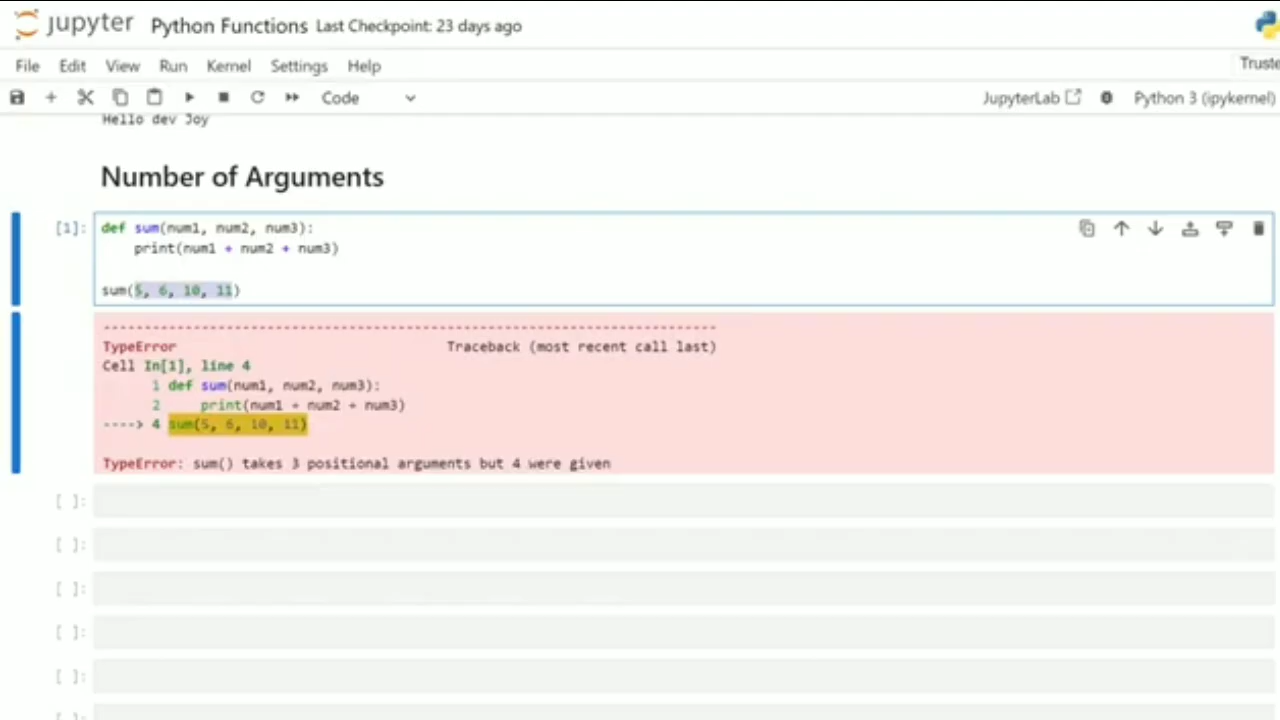 jupyter Python Functions Last Checkpoint: 23 days ago
File Edit View Run Kernel Settings Help
Code JupyterLab Python 3 (ipykernel)
Hello dev Joy
Number of Arguments
[1]: def sum(num1, num2, num3):
print(num1 + num2 + num3)
sum(5, 6, 10, 11)
---------------------------------------------------------------------------
TypeError Traceback (most recent call last)
Cell In[1], line 4
1 def sum(num1, num2, num3):
2 print(num1 + num2 + num3)
----> 4 sum(5, 6, 10, 11)
TypeError: sum() takes 3 positional arguments but 4 were given
[ ]:
[ ]:
[ ]:
[ ]:
[ ]:
[ ]: